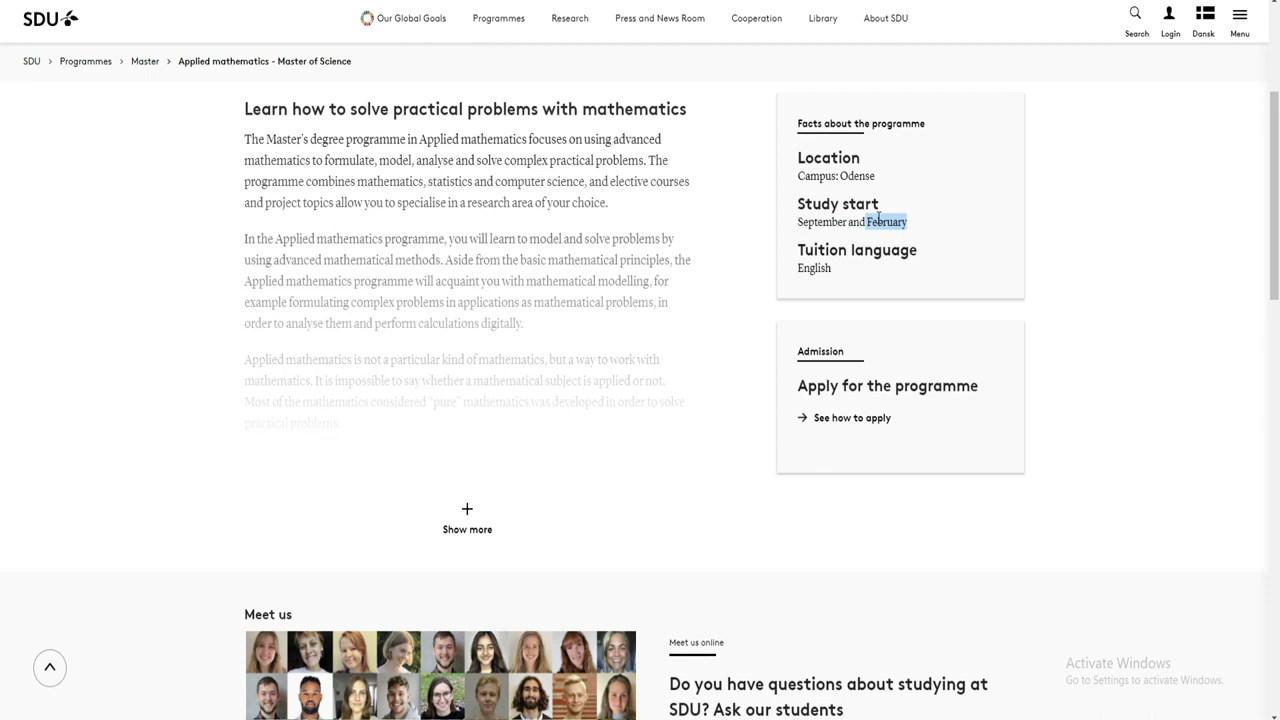 SDU
Our Global Goals
Programmes
Research
Press and News Room
Cooperation
Library
About SDU
Search
Login
Dansk
Menu
SDU > Programmes > Master > Applied mathematics - Master of Science
Learn how to solve practical problems with mathematics
The Master's degree programme in Applied mathematics focuses on using advanced
mathematics to formulate, model, analyse and solve complex practical problems. The
programme combines mathematics, statistics and computer science, and elective courses
and project topics allow you to specialise in a research area of your choice.
In the Applied mathematics programme, you will learn to model and solve problems by
using advanced mathematical methods. Aside from the basic mathematical principles, the
Applied mathematics programme will acquaint you with mathematical modelling, for
example formulating complex problems in applications as mathematical problems, in
order to analyse them and perform calculations digitally.
Applied mathematics is not a particular kind of mathematics, but a way to work with
mathematics. It is impossible to say whether a mathematical subject is applied or not.
Most of the mathematics considered "pure" mathematics was developed in order to solve
practical problems.
+
Show more
Facts about the programme
Location
Campus: Odense
Study start
September and February
Tuition language
English
Admission
Apply for the programme
→ See how to apply
Meet us
Meet us online
Do you have questions about studying at
SDU? Ask our students
Activate Windows
Go to Settings to activate Windows.